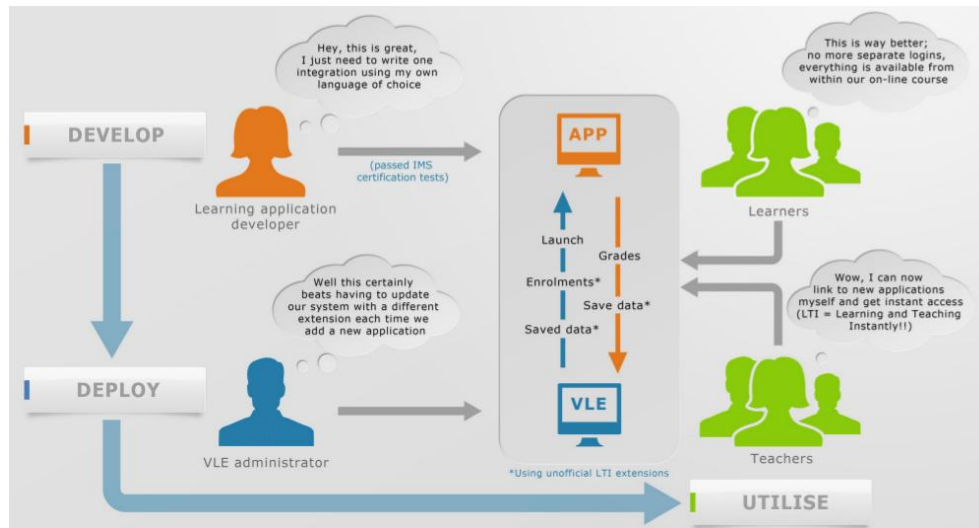 Hey, this is great,
I just need to write one
integration using my own
language of choice
This is way better;
no more separate logins,
everything is available from
within our on-line course
DEVELOP
APP
(passed IMS
certification tests)
Learning application
developer
Learners
Launch
Grades
Enrolments*
Save data*
Saved data*
Well this certainly
beats having to update
our system with a different
extension each time we
add a new application
Wow, I can now
link to new applications
myself and get instant access
(LTI = Learning and Teaching
Instantly!!)
DEPLOY
VLE
VLE administrator
Teachers
*Using unofficial LTI extensions
UTILISE